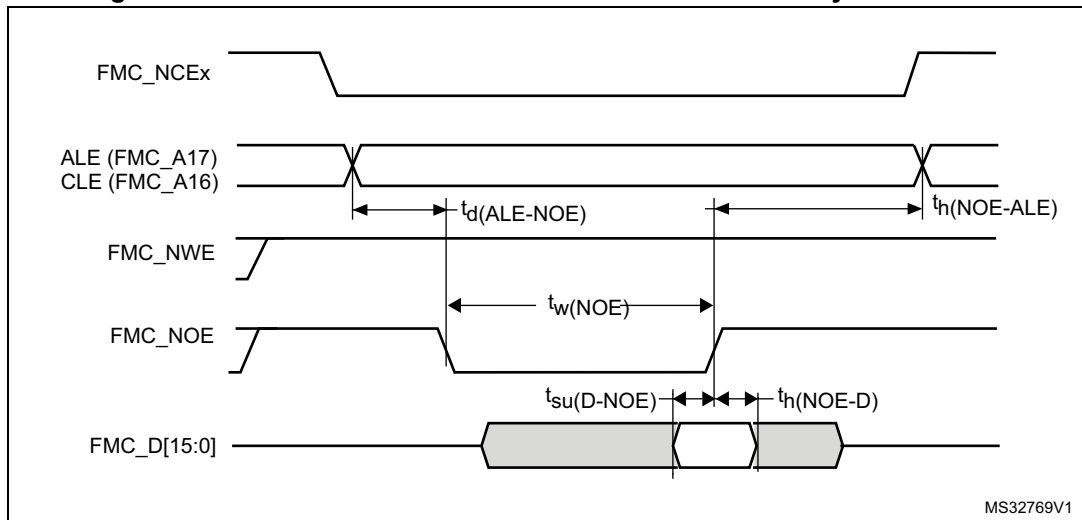 FMC_NCEx
ALE (FMC_A17)
CLE (FMC_A16)
td(ALE-NOE)
th(NOE-ALE)
FMC_NWE
tw(NOE)
FMC_NOE
tsu(D-NOE)
th(NOE-D)
FMC_D[15:0]
MS32769V1